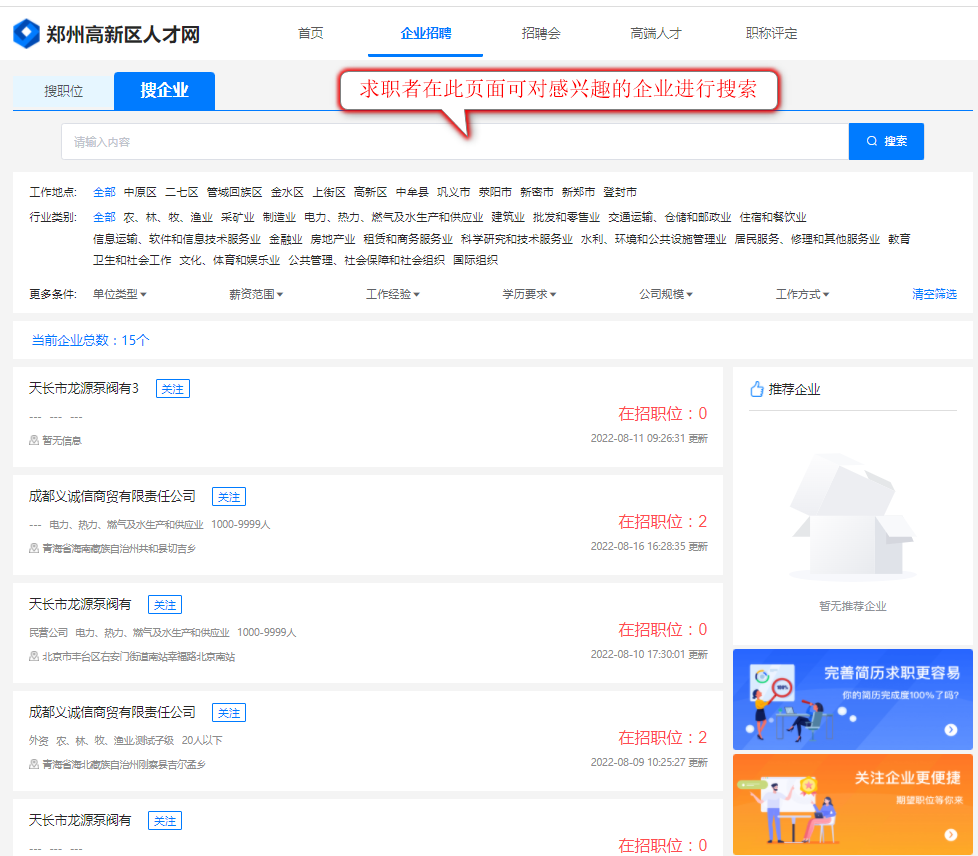 郑州高新区人才网
首页 企业招聘 招聘会 高端人才 职称评定
搜职位 搜企业
求职者在此页面可对感兴趣的企业进行搜索
请输入内容 搜索
工作地点: 全部 中原区 二七区 管城回族区 金水区 上街区 高新区 中牟县 巩义市 荥阳市 新密市 新郑市 登封市
行业类别: 全部 农、林、牧、渔业 采矿业 制造业 电力、热力、燃气及水生产和供应业 建筑业 批发和零售业 交通运输、仓储和邮政业 住宿和餐饮业
信息运输、软件和信息技术服务业 金融业 房地产业 租赁和商务服务业 科学研究和技术服务业 水利、环境和公共设施管理业 居民服务、修理和其他服务业 教育
卫生和社会工作 文化、体育和娱乐业 公共管理、社会保障和社会组织 国际组织
更多条件: 单位类型 薪资范围 工作经验 学历要求 公司规模 工作方式 清空筛选
当前企业总数：15个
天长市龙源泵阀有3 关注
--- --- ---
在招职位：0
暂无信息
2022-08-11 09:26:31 更新
成都义诚信商贸有限责任公司 关注
--- 电力、热力、燃气及水生产和供应业 1000-9999人
在招职位：2
青海省海南藏族自治州共和县切吉乡
2022-08-16 16:28:35 更新
天长市龙源泵阀有 关注
民营公司 电力、热力、燃气及水生产和供应业 1000-9999人
在招职位：0
北京市丰台区右安门街道南站幸福路北京南站
2022-08-10 17:30:01 更新
成都义诚信商贸有限责任公司 关注
外资 农、林、牧、渔业,测试子级 20人以下
在招职位：2
青海省海北藏族自治州刚察县吉尔孟乡
2022-08-09 10:25:27 更新
天长市龙源泵阀有 关注
--- --- ---
在招职位：0
推荐企业
暂无推荐企业
完善简历求职更容易
你的简历完成度100%了吗?
关注企业更便捷
期望职位等你来